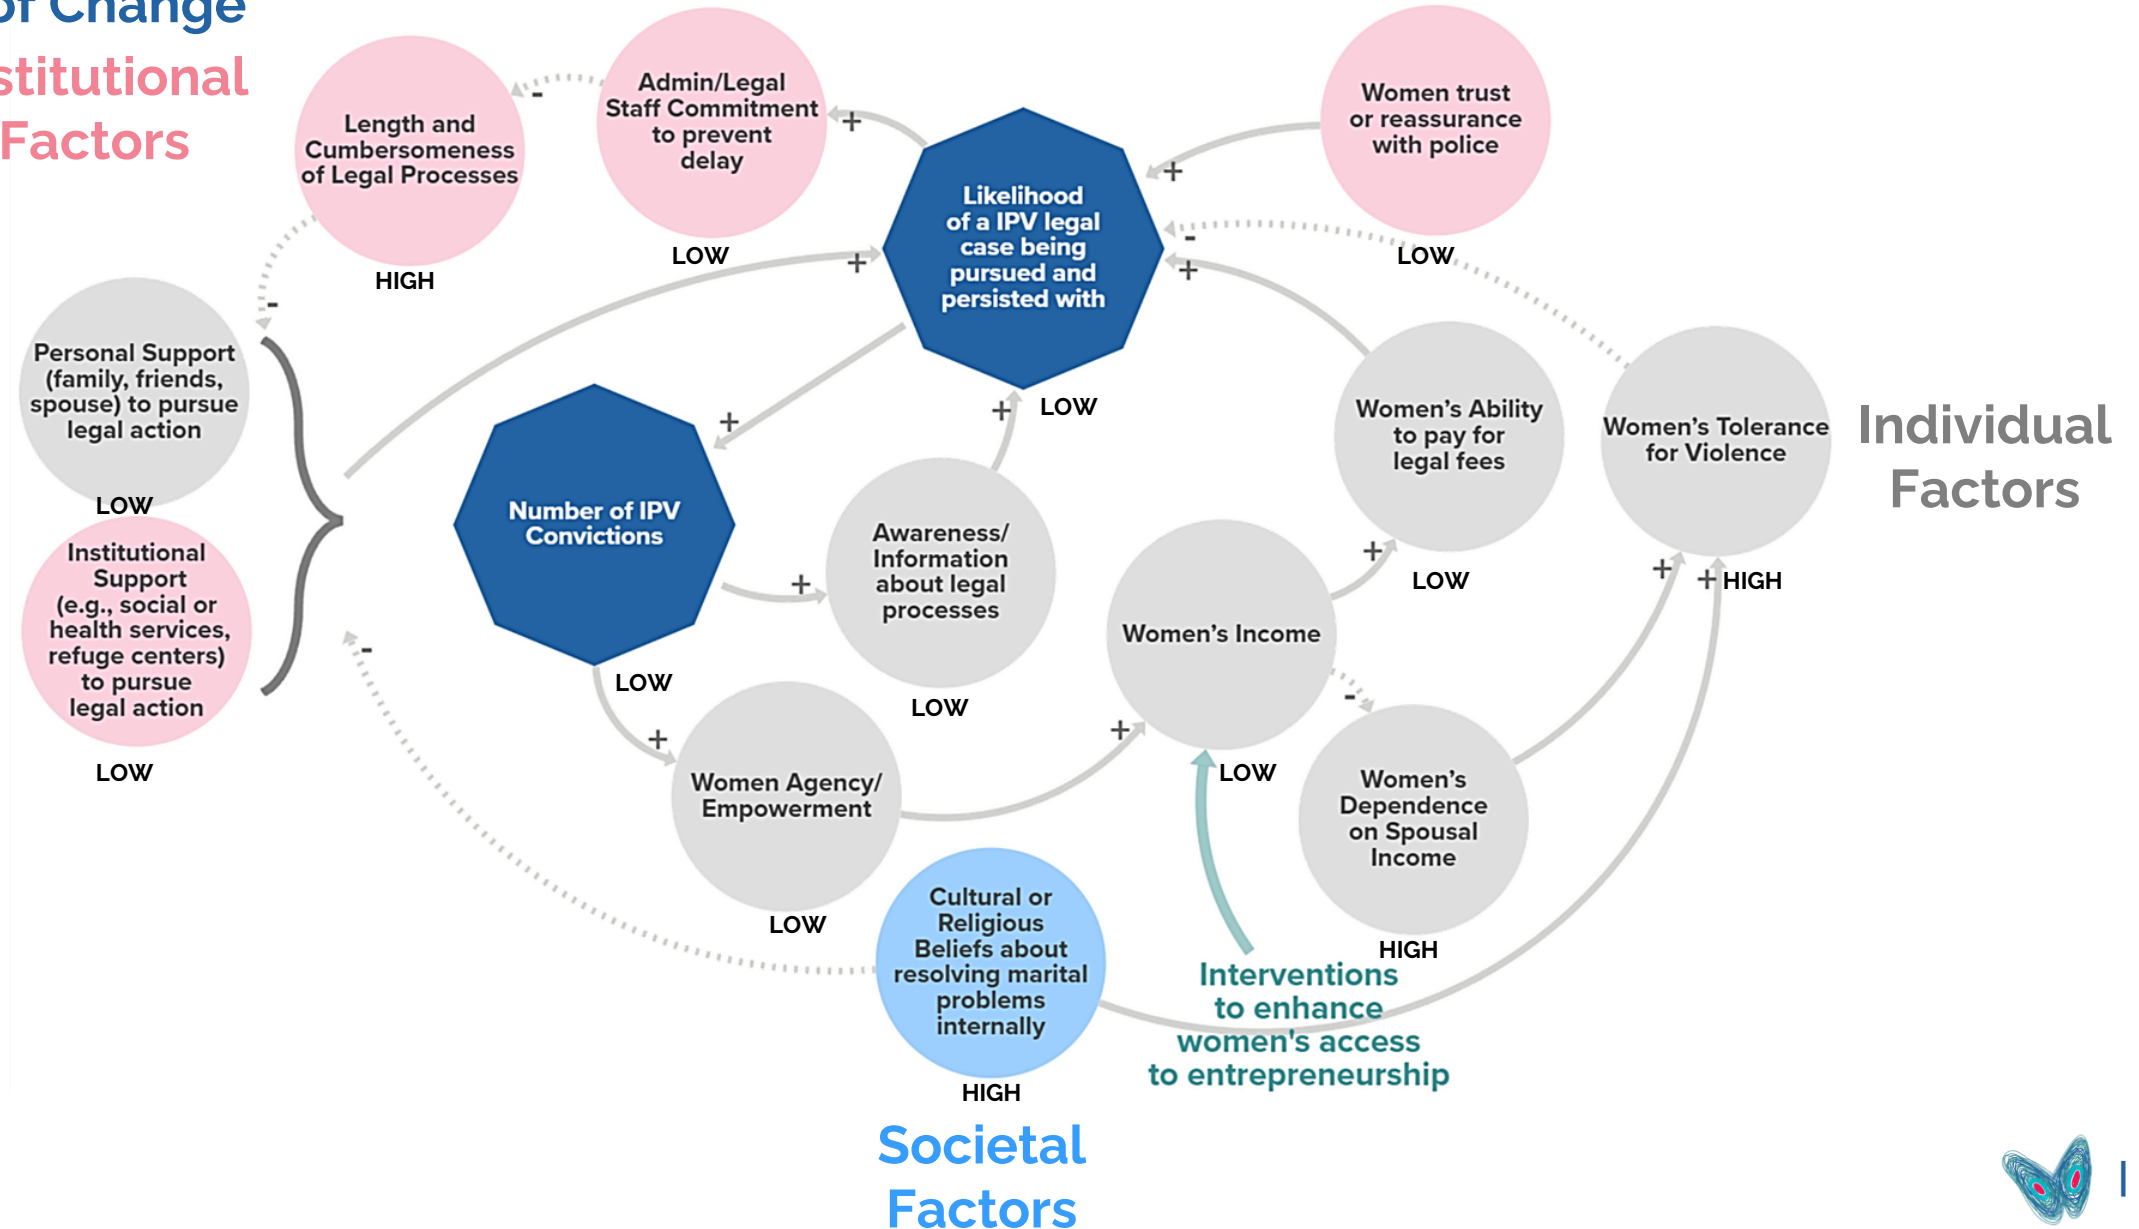 of Change
stitutional
Factors
Length and
Cumbersomeness
of Legal Processes
-
HIGH
Admin/Legal
Staff Commitment
to prevent
delay
+
LOW
Likelihood
of a IPV legal
case being
pursued and
persisted with
LOW
Women trust
or reassurance
with police
+
LOW
-
+
+
-
Personal Support
(family, friends,
spouse) to pursue
legal action
LOW
Institutional
Support
(e.g., social or
health services,
refuge centers)
to pursue
legal action
LOW
-
Number of IPV
Convictions
+
LOW
Awareness/
Information
about legal
processes
+
+
LOW
Women's Ability
to pay for
legal fees
+
LOW
Women’s Tolerance
for Violence
+
+
HIGH
Individual
Factors
Women’s Income
+
LOW
Women Agency/
Empowerment
+
LOW
Women’s
Dependence
on Spousal
Income
-
HIGH
Cultural or
Religious
Beliefs about
resolving marital
problems
internally
HIGH
Interventions
to enhance
women's access
to entrepreneurship
Societal
Factors